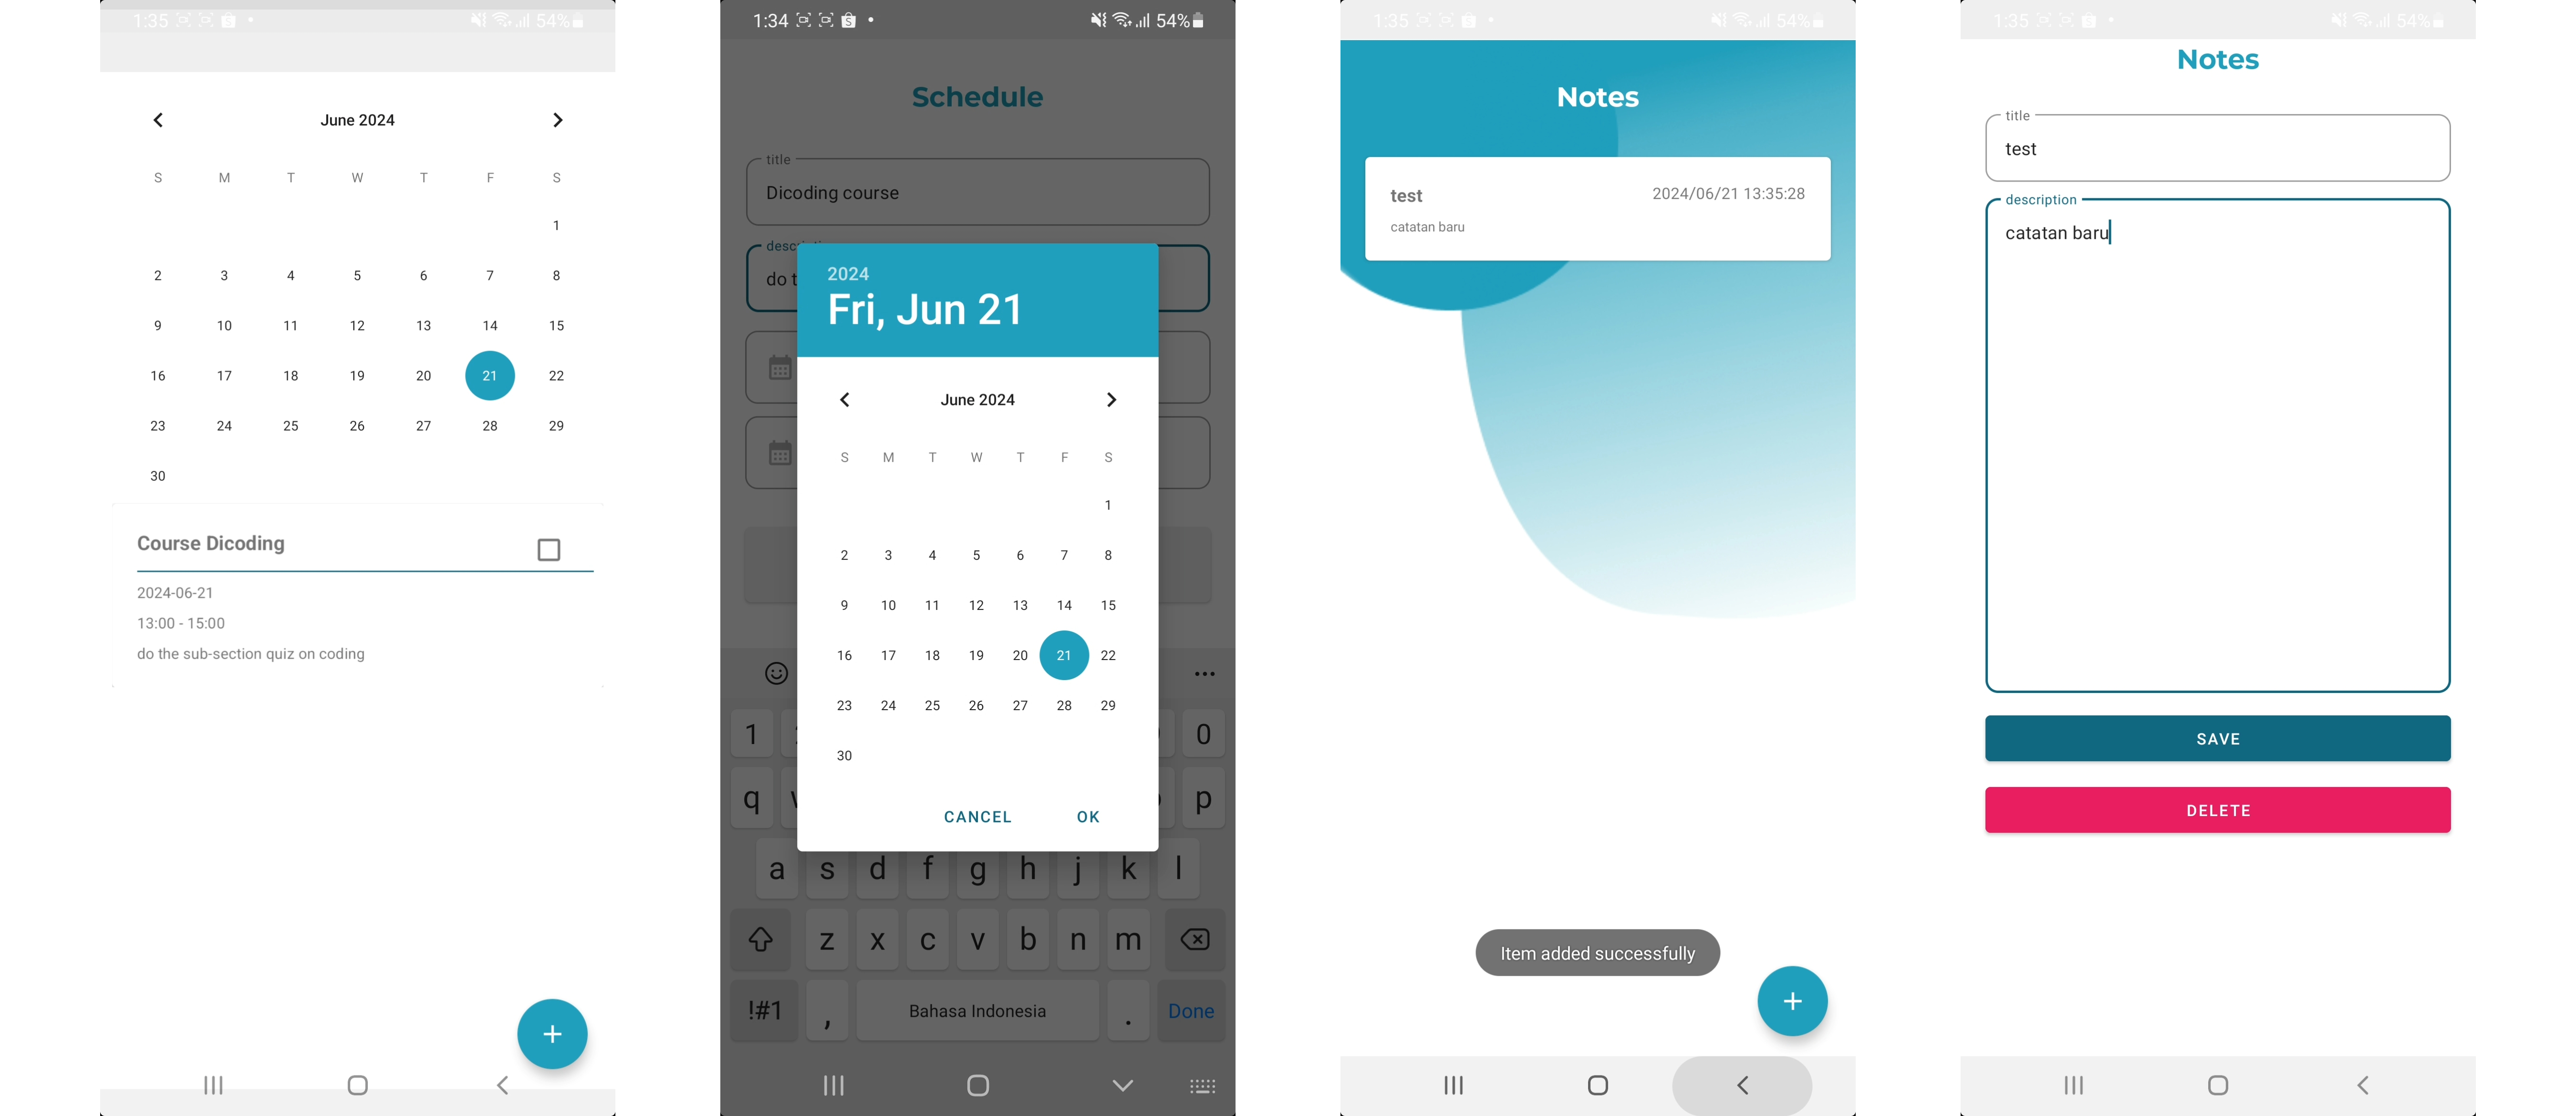 1:35
54%
June 2024
S M T W T F S
1
2 3 4 5 6 7 8
9 10 11 12 13 14 15
16 17 18 19 20 21 22
23 24 25 26 27 28 29
30
Course Dicoding
2024-06-21
13:00 - 15:00
do the sub-section quiz on coding
+
1:34
54%
Schedule
title
Dicoding course
desc
do t
2024
Fri, Jun 21
June 2024
S M T W T F S
1
2 3 4 5 6 7 8
9 10 11 12 13 14 15
16 17 18 19 20 21 22
23 24 25 26 27 28 29
30
CANCEL OK
1 0
q p
a s d f g h j k l
z x c v b n m
!#1 , Bahasa Indonesia . Done
1:35
54%
Notes
test 2024/06/21 13:35:28
catatan baru
Item added successfully
+
1:35
54%
Notes
title
test
description
catatan baru
SAVE
DELETE